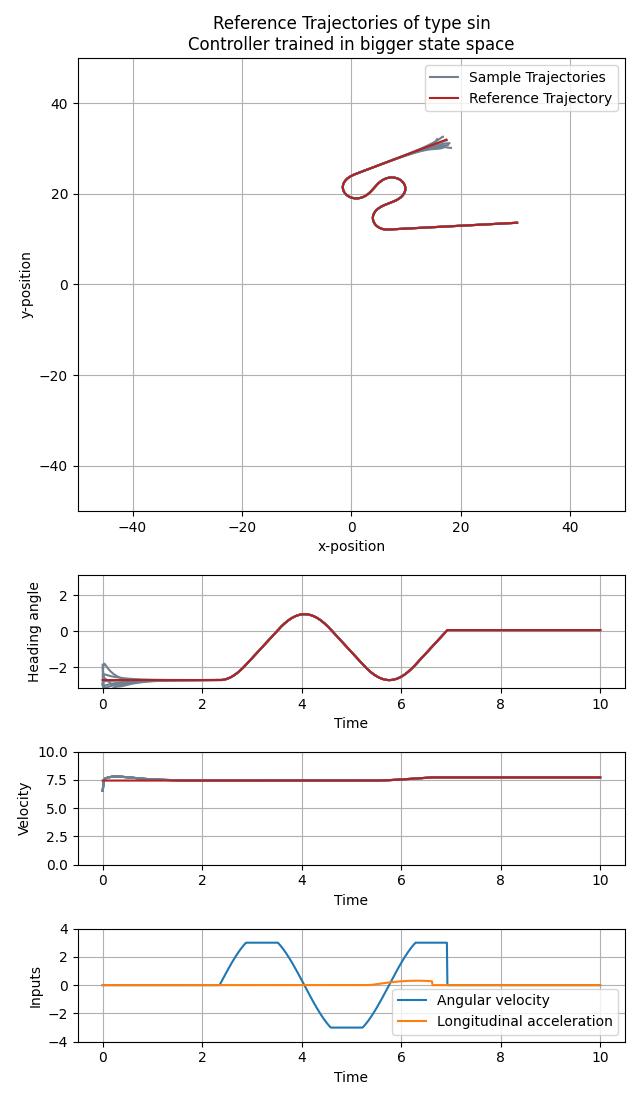 Reference Trajectories of type sin
Controller trained in bigger state space
Sample Trajectories
Reference Trajectory
40
20
0
−20
−40
y-position
−40
−20
0
20
40
x-position
2
0
−2
Heading angle
0
2
4
6
8
10
Time
10.0
7.5
5.0
2.5
0.0
Velocity
0
2
4
6
8
10
Time
4
2
0
−2
−4
Inputs
Angular velocity
Longitudinal acceleration
0
2
4
6
8
10
Time